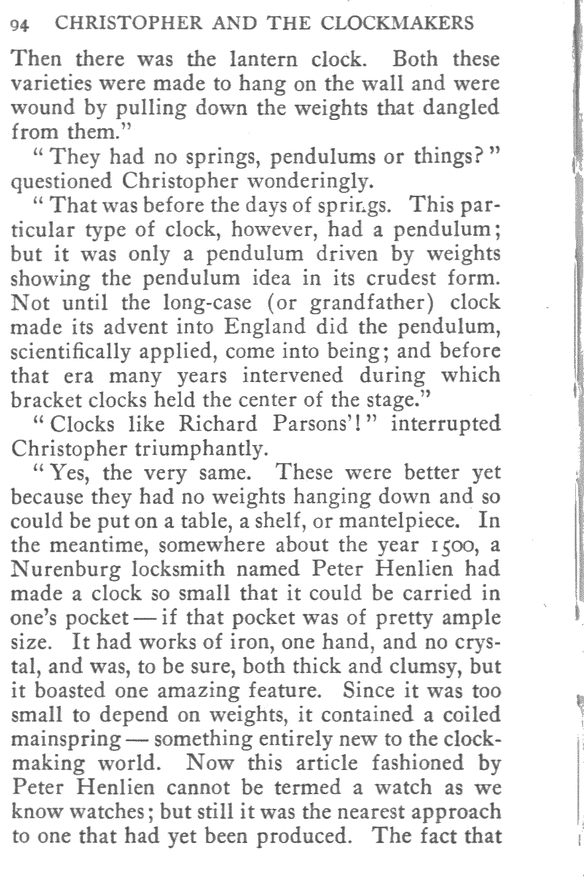 94 CHRISTOPHER AND THE CLOCKMAKERS
Then there was the lantern clock. Both these
varieties were made to hang on the wall and were
wound by pulling down the weights that dangled
from them.”
“ They had no springs, pendulums or things? ”
questioned Christopher wonderingly.
“ That was before the days of springs. This par-
ticular type of clock, however, had a pendulum;
but it was only a pendulum driven by weights
showing the pendulum idea in its crudest form.
Not until the long-case (or grandfather) clock
made its advent into England did the pendulum,
scientifically applied, come into being; and before
that era many years intervened during which
bracket clocks held the center of the stage.”
“ Clocks like Richard Parsons'! ” interrupted
Christopher triumphantly.
“ Yes, the very same. These were better yet
because they had no weights hanging down and so
could be put on a table, a shelf, or mantelpiece. In
the meantime, somewhere about the year 1500, a
Nurenburg locksmith named Peter Henlien had
made a clock so small that it could be carried in
one's pocket — if that pocket was of pretty ample
size. It had works of iron, one hand, and no crys-
tal, and was, to be sure, both thick and clumsy, but
it boasted one amazing feature. Since it was too
small to depend on weights, it contained a coiled
mainspring — something entirely new to the clock-
making world. Now this article fashioned by
Peter Henlien cannot be termed a watch as we
know watches; but still it was the nearest approach
to one that had yet been produced. The fact that